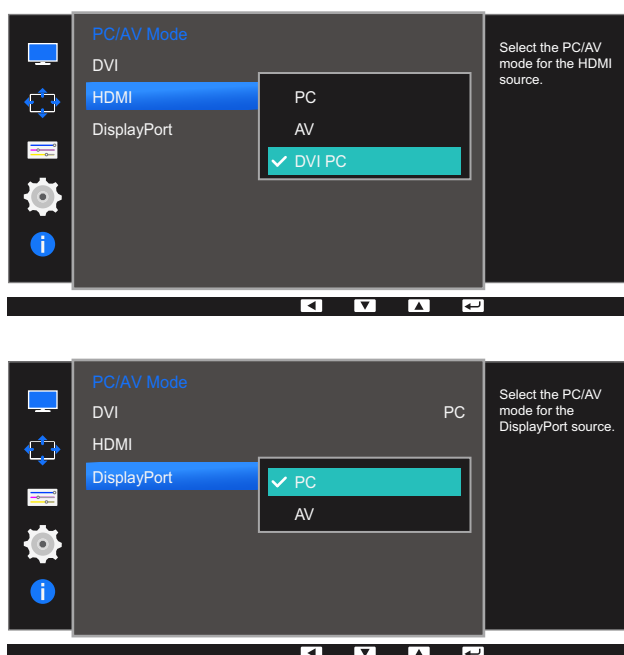 PC/AV Mode
DVI
HDMI
DisplayPort
PC
AV
DVI PC
Select the PC/AV
mode for the HDMI
source.
PC/AV Mode
DVI PC
HDMI
DisplayPort
PC
AV
Select the PC/AV
mode for the
DisplayPort source.